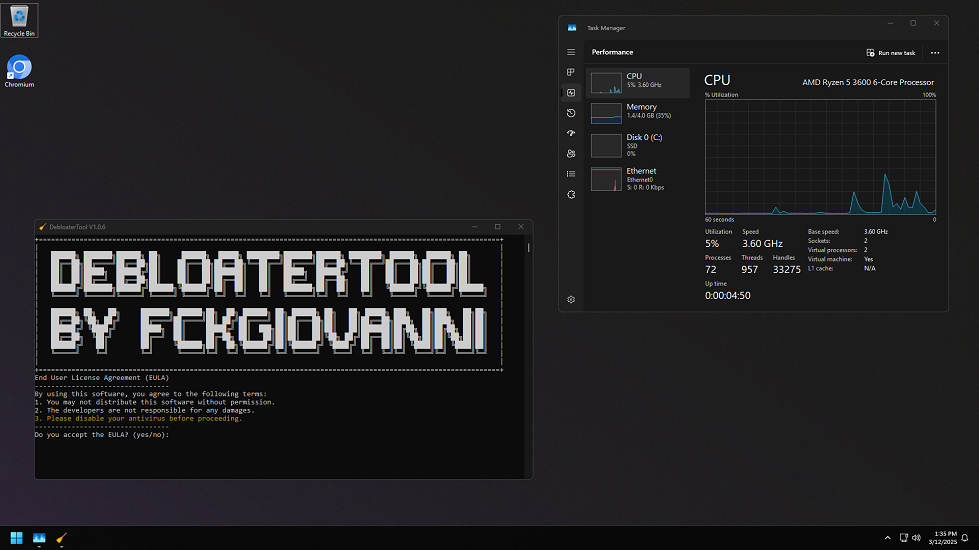 Recycle Bin
Chromium
DebloaterTool V1.0.6
DEBLOATERTOOL
BY FCHGIOVANNI
End User License Agreement (EULA)
--------------------------------
By using this software, you agree to the following terms:
1. You may not distribute this software without permission.
2. The developers are not responsible for any damages.
3. Please disable your antivirus before proceeding.
--------------------------------
Do you accept the EULA? (yes/no):
Task Manager
Performance
Run new task
CPU
5% 3.60 GHz
Memory
1.4/4.0 GB (35%)
Disk 0 (C:)
SSD
0%
Ethernet
Ethernet0
S: 0 R: 0 Kbps
CPU
AMD Ryzen 5 3600 6-Core Processor
% Utilization
100%
60 seconds
0
Utilization
5%
Speed
3.60 GHz
Processes
72
Threads
957
Handles
33275
Up time
0:00:04:50
Base speed: 3.60 GHz
Sockets: 2
Virtual processors: 2
Virtual machine: Yes
L1 cache: N/A
1:35 PM
3/12/2025